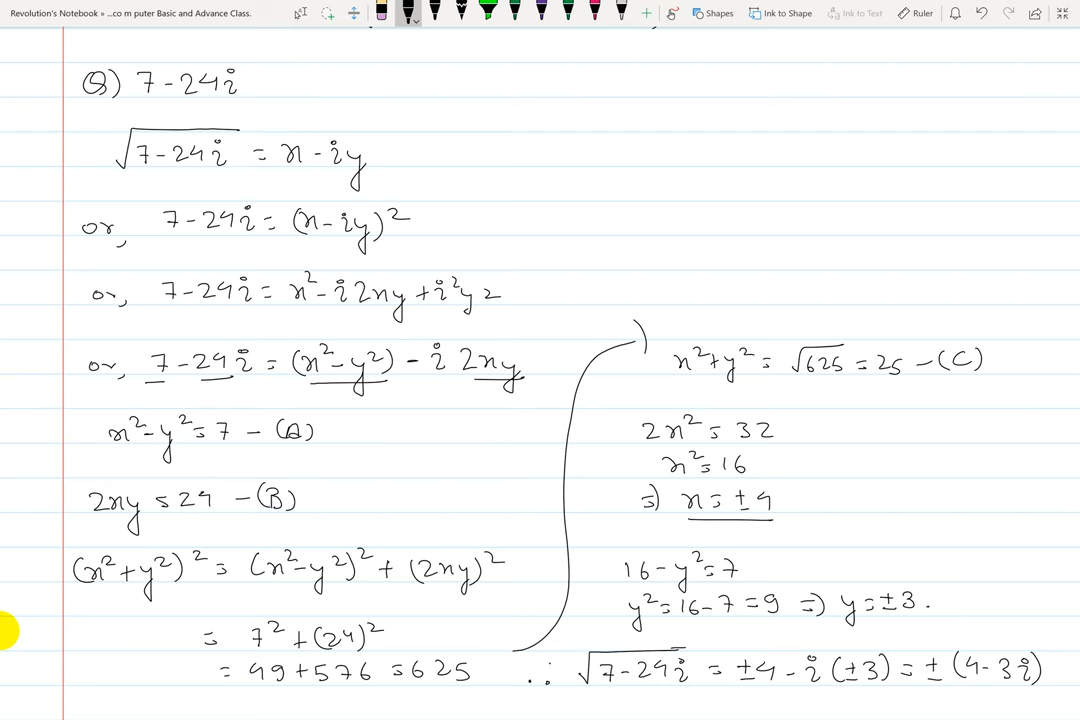 Revolution's Notebook » ...co m puter Basic and Advance Class.
Shapes Ink to Shape Ink to Text Ruler
Q) 7-24i
√(7-24i) = x-iy
or, 7-24i = (x-iy)²
or, 7-24i = x²-i2xy+i²y²
or, 7-24i = (x²-y²) - i 2xy
x²-y²=7 - (A)
2xy = 24 - (B)
(x²+y²)² = (x²-y²)² + (2xy)²
= 7²+(24)²
= 49+576 = 625
x²+y² = √625 = 25 - (C)
2x² = 32
x² = 16
⇒) x = ±4
16-y²=7
y²=16-7=9 ⇒) y=±3.
∴ √(7-24i) = ±4 - i(±3) = ±(4-3i)